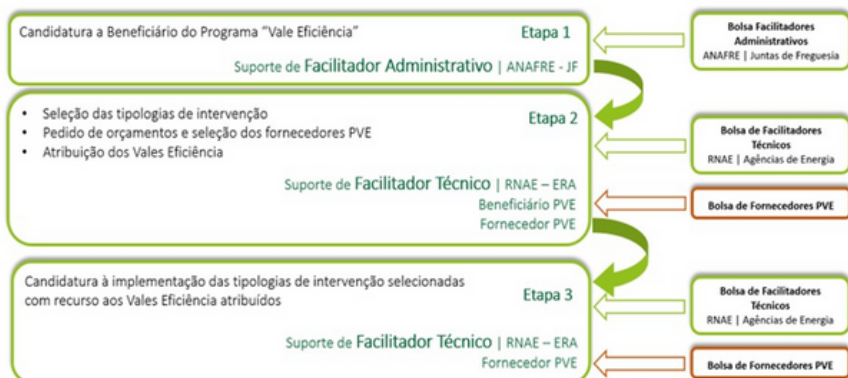 Candidatura a Beneficiário do Programa “Vale Eficiência”
Etapa 1
Suporte de Facilitador Administrativo | ANAFRE - JF
Bolsa Facilitadores
Administrativos
ANAFRE | Juntas de Freguesia
• Seleção das tipologias de intervenção
• Pedido de orçamentos e seleção dos fornecedores PVE
• Atribuição dos Vales Eficiência
Etapa 2
Suporte de Facilitador Técnico | RNAE – ERA
Beneficiário PVE
Fornecedor PVE
Bolsa de Facilitadores
Técnicos
RNAE | Agências de Energia
Bolsa de Fornecedores PVE
Candidatura à implementação das tipologias de intervenção selecionadas
com recurso aos Vales Eficiência atribuídos
Etapa 3
Suporte de Facilitador Técnico | RNAE – ERA
Fornecedor PVE
Bolsa de Facilitadores
Técnicos
RNAE | Agências de Energia
Bolsa de Fornecedores PVE